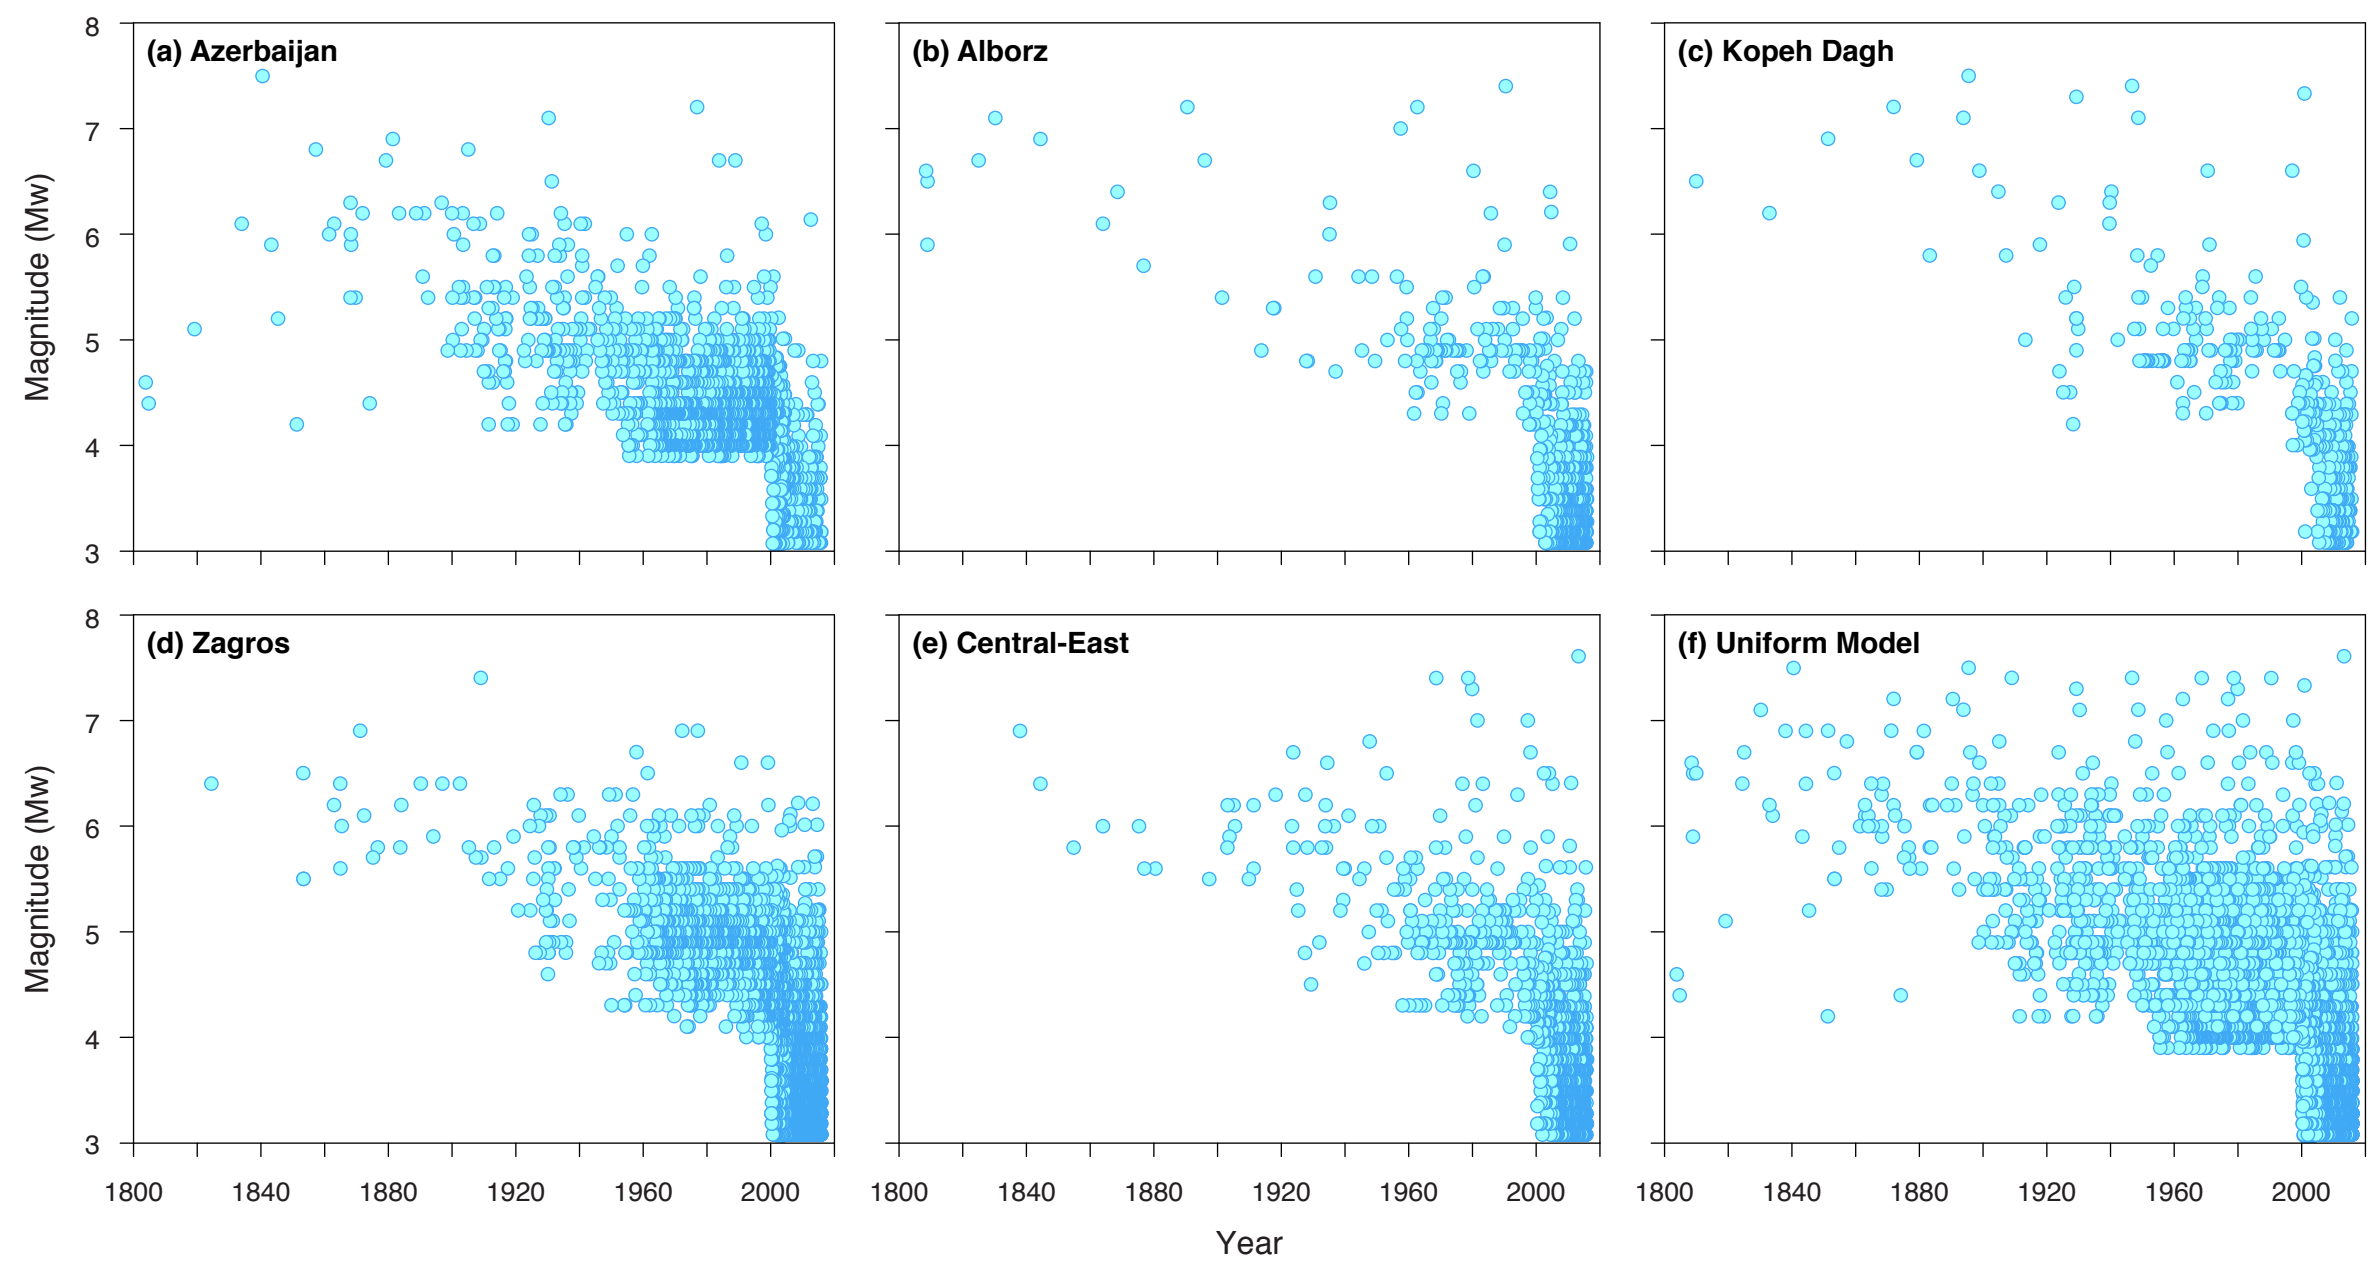 (a) Azerbaijan
(b) Alborz
(c) Kopeh Dagh
8
7
6
5
4
3
Magnitude (Mw)
(d) Zagros
(e) Central-East
(f) Uniform Model
8
7
6
5
4
3
Magnitude (Mw)
1800 1840 1880 1920 1960 2000
1800 1840 1880 1920 1960 2000
1800 1840 1880 1920 1960 2000
Year